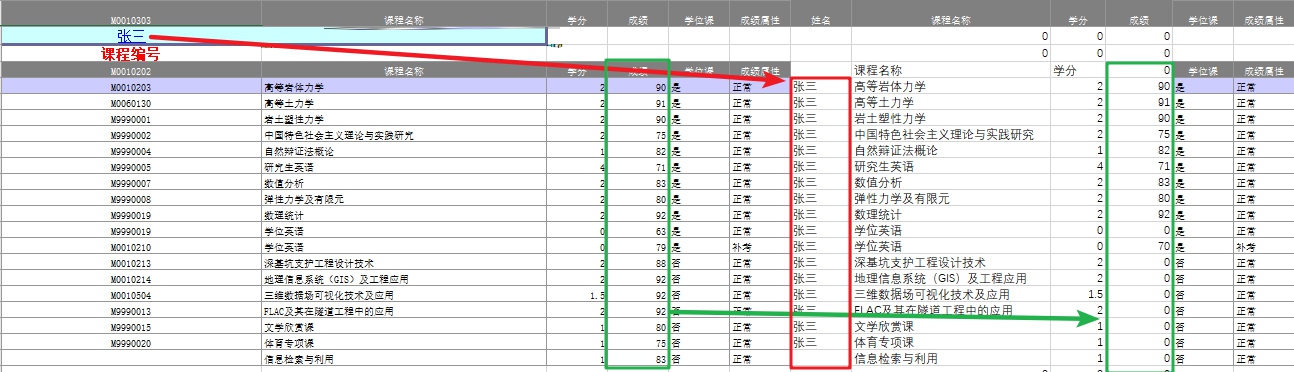 M0010303 课程名称 学分 成绩 学位课 成绩属性 姓名 课程名称 学分 成绩 学位课 成绩属性
张三 0 0 0
课程编号 0 0 0
M0010202 课程名称 学分 成绩 学位课 成绩属性 课程名称 学分 0 学位课 成绩属性
M0010203 高等岩体力学 2 90 是 正常 张三 高等岩体力学 2 90 是 正常
M0060130 高等土力学 2 91 是 正常 张三 高等土力学 2 91 是 正常
M9990001 岩土塑性力学 2 90 是 正常 张三 岩土塑性力学 2 90 是 正常
M9990002 中国特色社会主义理论与实践研究 2 75 是 正常 张三 中国特色社会主义理论与实践研究 2 75 是 正常
M9990004 自然辩证法概论 1 82 是 正常 张三 自然辩证法概论 1 82 是 正常
M9990005 研究生英语 4 71 是 正常 张三 研究生英语 4 71 是 正常
M9990007 数值分析 2 83 是 正常 张三 数值分析 2 83 是 正常
M9990008 弹性力学及有限元 2 80 是 正常 张三 弹性力学及有限元 2 80 是 正常
M9990019 数理统计 2 92 是 正常 张三 数理统计 2 92 是 正常
M9990019 学位英语 0 63 是 正常 张三 学位英语 0 0 是 正常
M0010210 学位英语 0 79 是 补考 张三 学位英语 0 70 是 补考
M0010213 深基坑支护工程设计技术 2 88 否 正常 张三 深基坑支护工程设计技术 2 0 否 正常
M0010214 地理信息系统（GIS）及工程应用 2 92 否 正常 张三 地理信息系统（GIS）及工程应用 2 0 否 正常
M0010504 三维数据场可视化技术及应用 1.5 92 否 正常 张三 三维数据场可视化技术及应用 1.5 0 否 正常
M9990013 FLAC及其在隧道工程中的应用 2 92 否 正常 张三 FLAC及其在隧道工程中的应用 2 0 否 正常
M9990015 文学欣赏课 1 80 否 正常 张三 文学欣赏课 1 0 否 正常
M9990020 体育专项课 1 75 否 正常 张三 体育专项课 1 0 否 正常
信息检索与利用 1 83 否 正常 信息检索与利用 1 0 否 正常